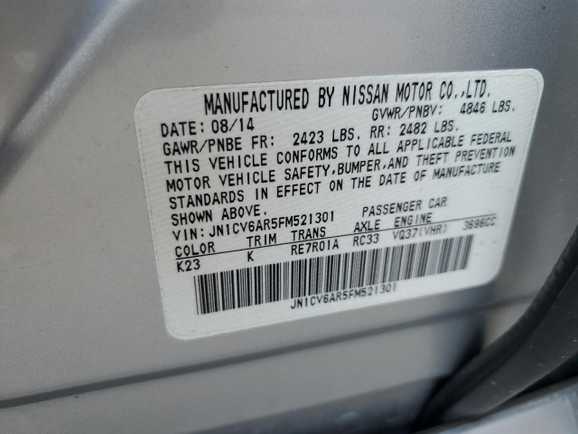 MANUFACTURED BY NISSAN MOTOR CO.,LTD.
DATE: 08/14 GVWR/PNBV: 4846 LBS.
GAWR/PNBE FR: 2423 LBS. RR: 2482 LBS.
THIS VEHICLE CONFORMS TO ALL APPLICABLE FEDERAL
MOTOR VEHICLE SAFETY, BUMPER, AND THEFT PREVENTION
STANDARDS IN EFFECT ON THE DATE OF MANUFACTURE
SHOWN ABOVE.
VIN: JN1CV6AR5FM521301 PASSENGER CAR
COLOR TRIM TRANS AXLE ENGINE
K23 K RE7R01A RC33 VQ37(VHR) 3696CC
JN1CV6AR5FM521301